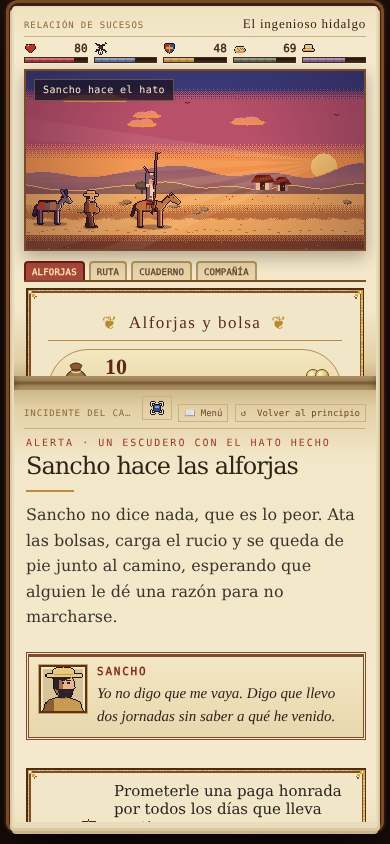 RELACIÓN DE SUCESOS
El ingenioso hidalgo
80
48
69
Sancho hace el hato
ALFORJAS
RUTA
CUADERNO
COMPAÑÍA
Alforjas y bolsa
10
INCIDENTE DEL CA…
Menú
↺ Volver al principio
ALERTA · UN ESCUDERO CON EL HATO HECHO
Sancho hace las alforjas
Sancho no dice nada, que es lo peor. Ata
las bolsas, carga el rucio y se queda de
pie junto al camino, esperando que
alguien le dé una razón para no
marcharse.
SANCHO
Yo no digo que me vaya. Digo que llevo
dos jornadas sin saber a qué he venido.
Prometerle una paga honrada
por todos los días que lleva